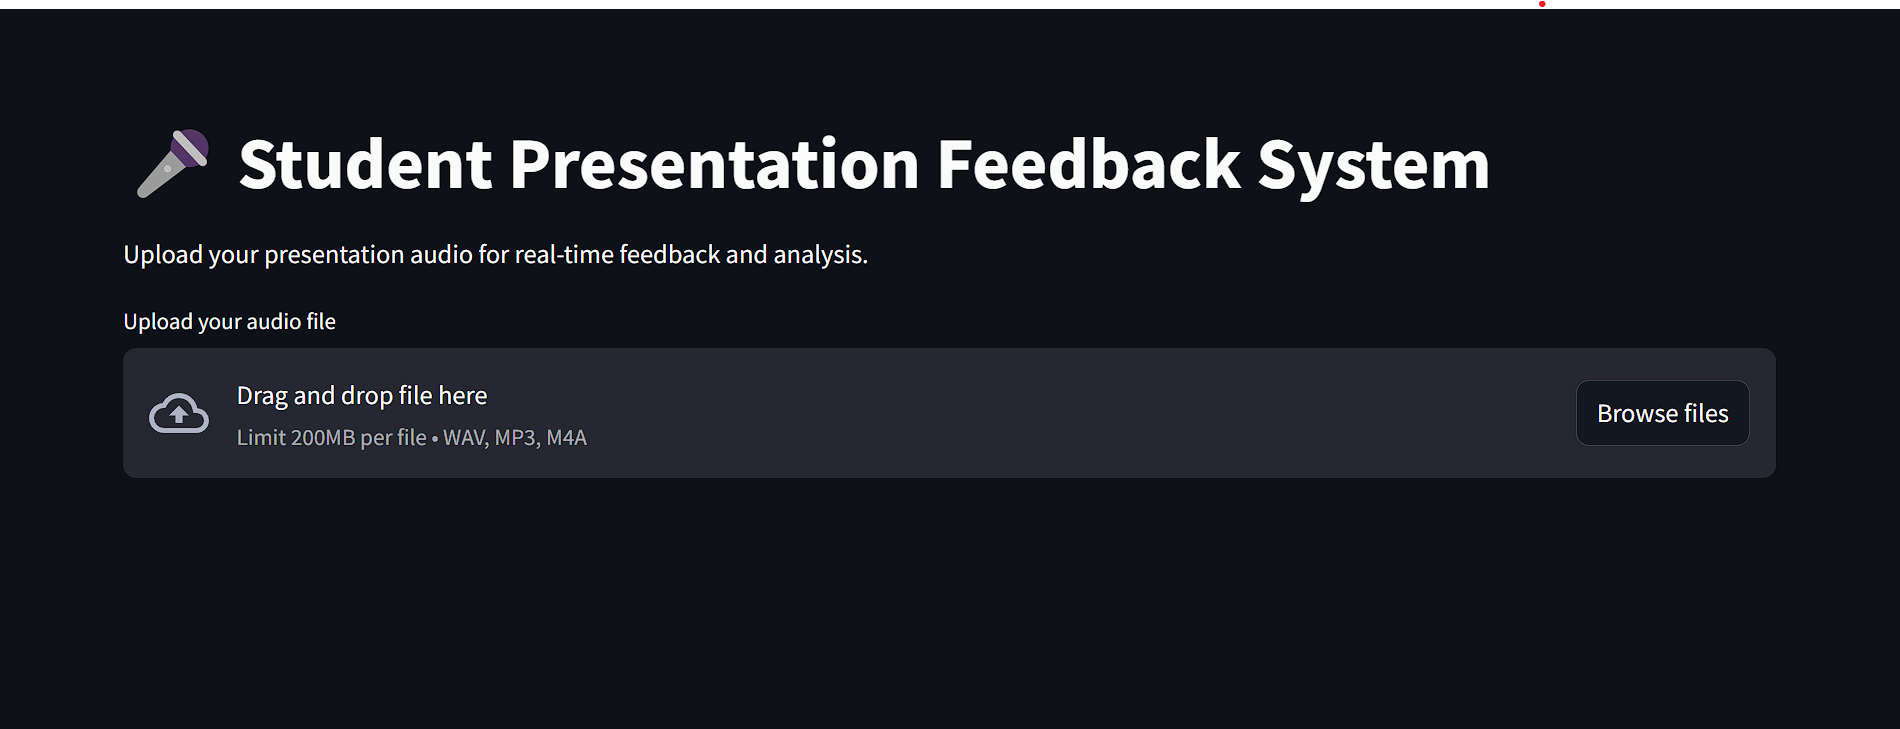 Student Presentation Feedback System
Upload your presentation audio for real-time feedback and analysis.
Upload your audio file
Drag and drop file here
Limit 200MB per file • WAV, MP3, M4A
Browse files